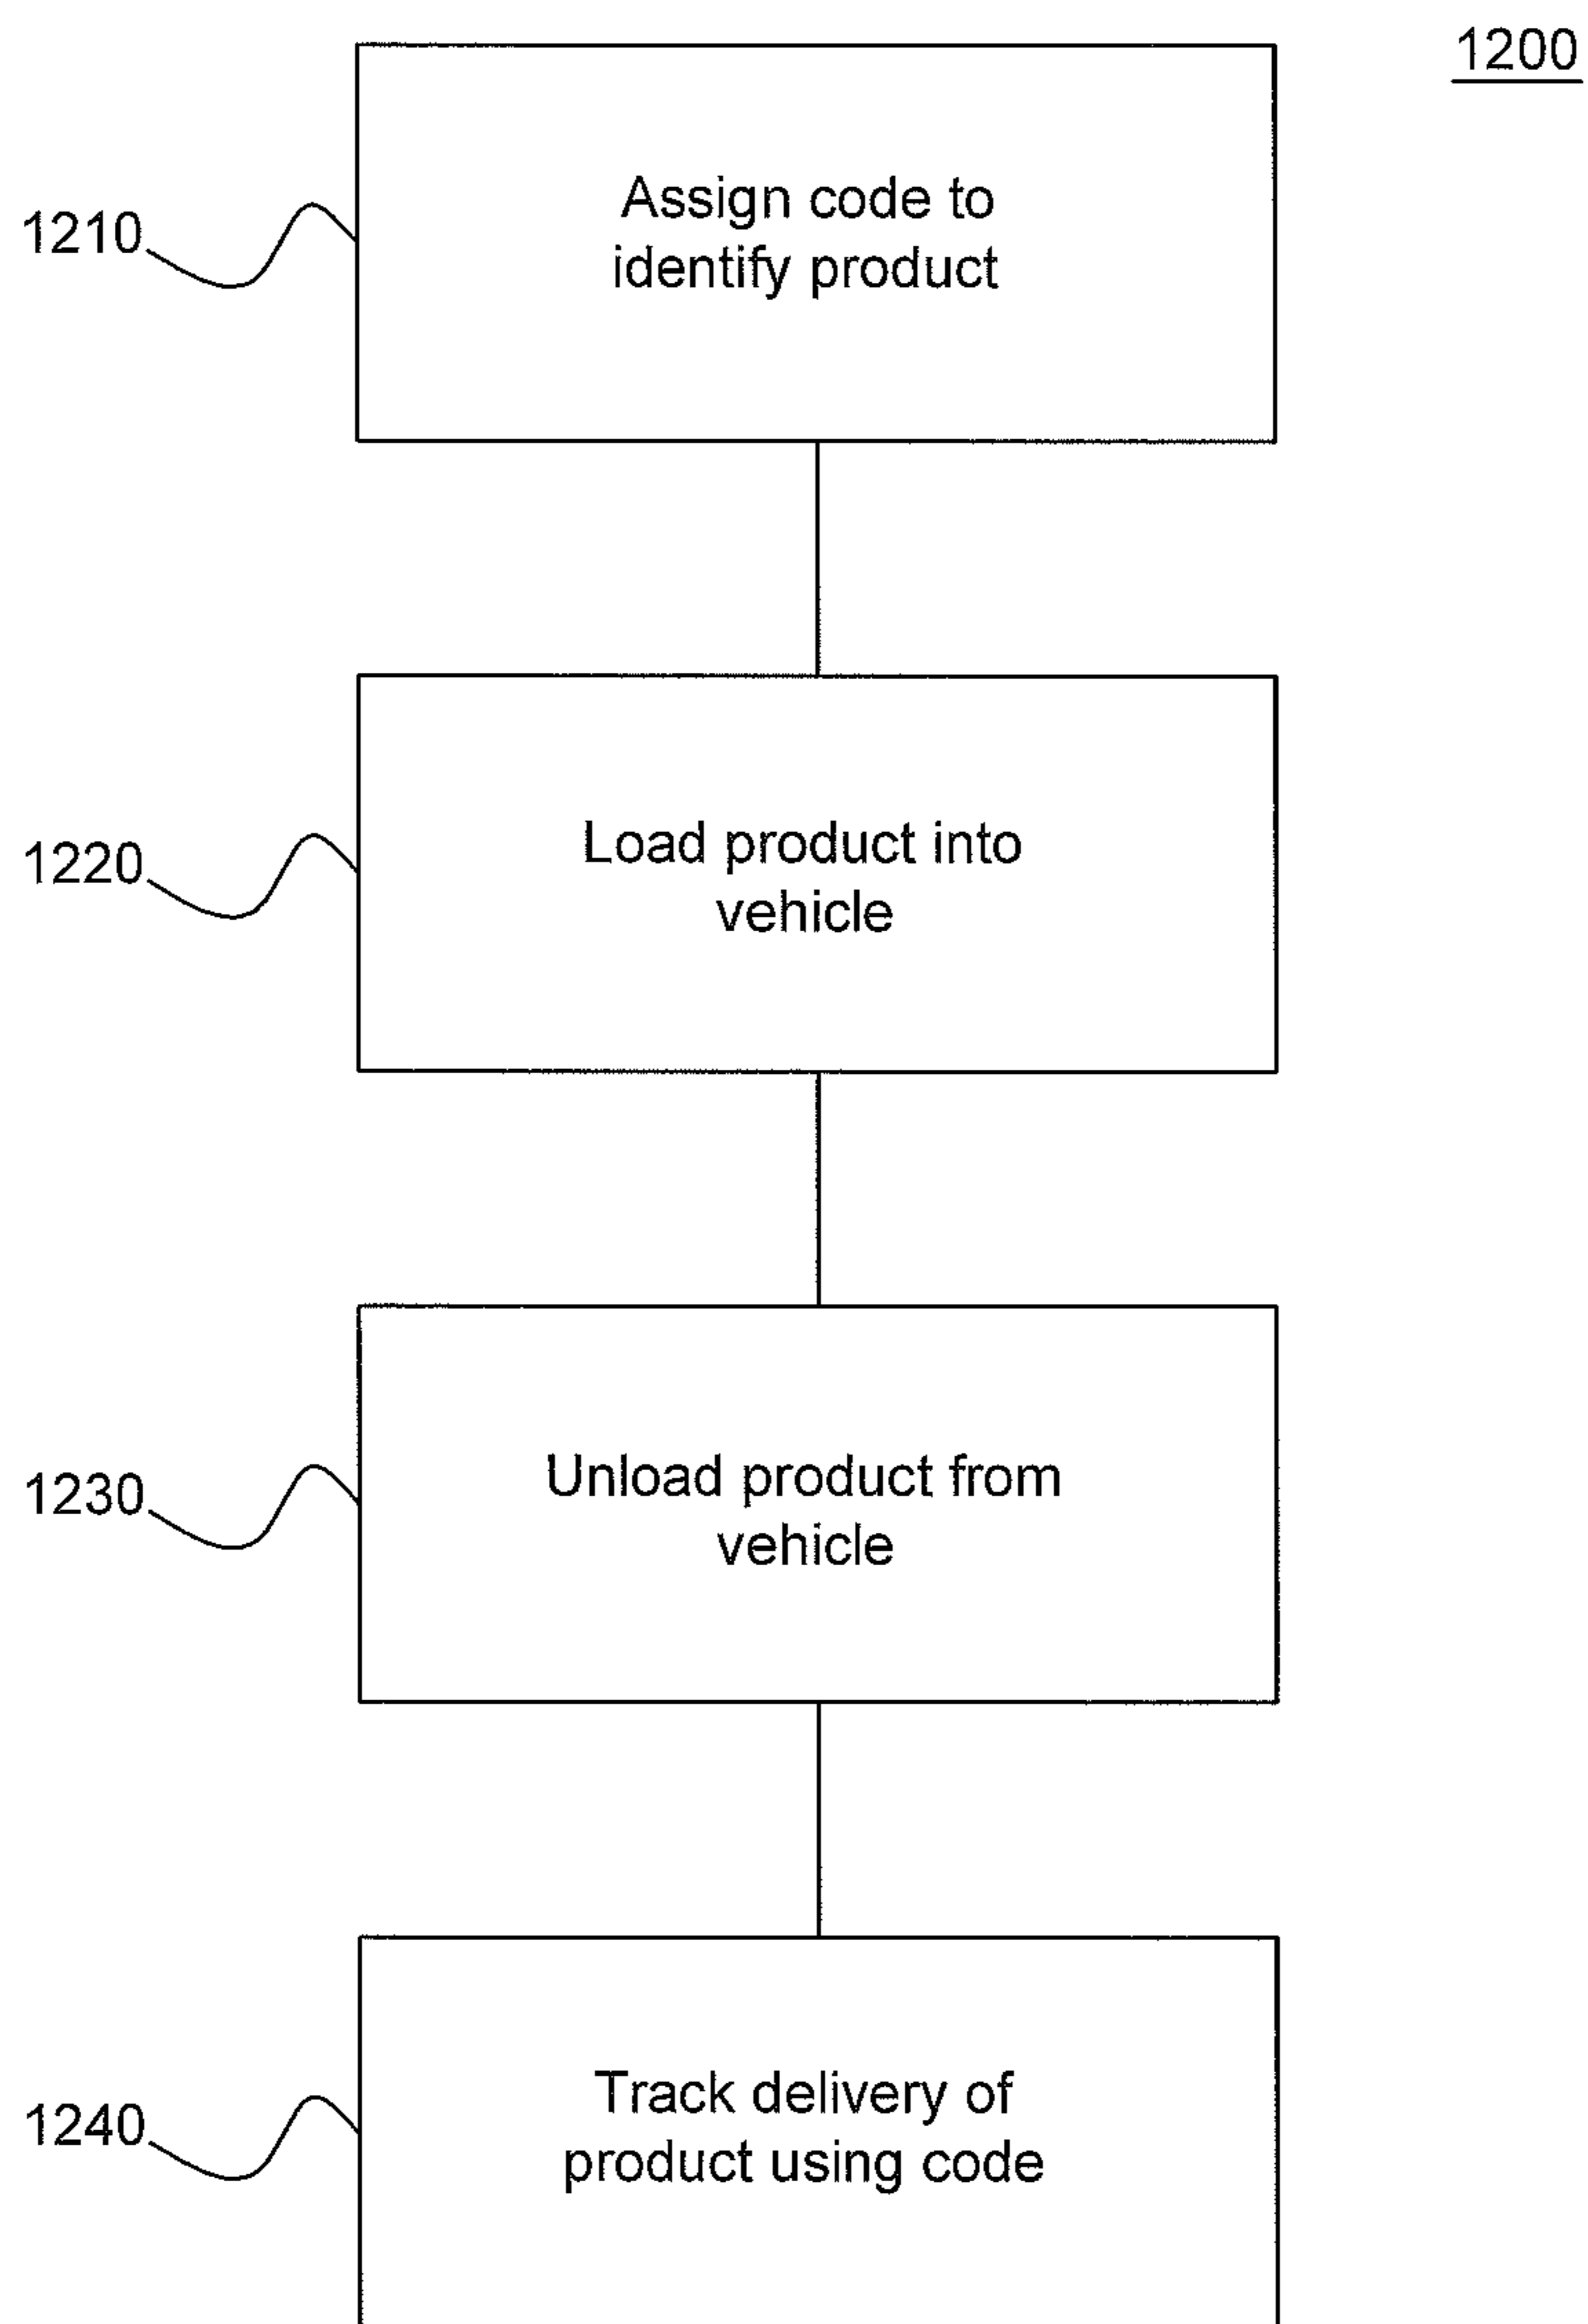 1200
Assign code to
identify product
1210
Load product into
vehicle
1220
Unload product from
vehicle
1230
Track delivery of
product using code
1240